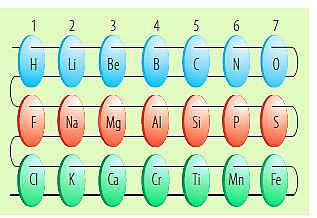 1 2 3 4 5 6 7
H Li Be B C N O
F Na Mg Al Si P S
Cl K Ca Cr Ti Mn Fe